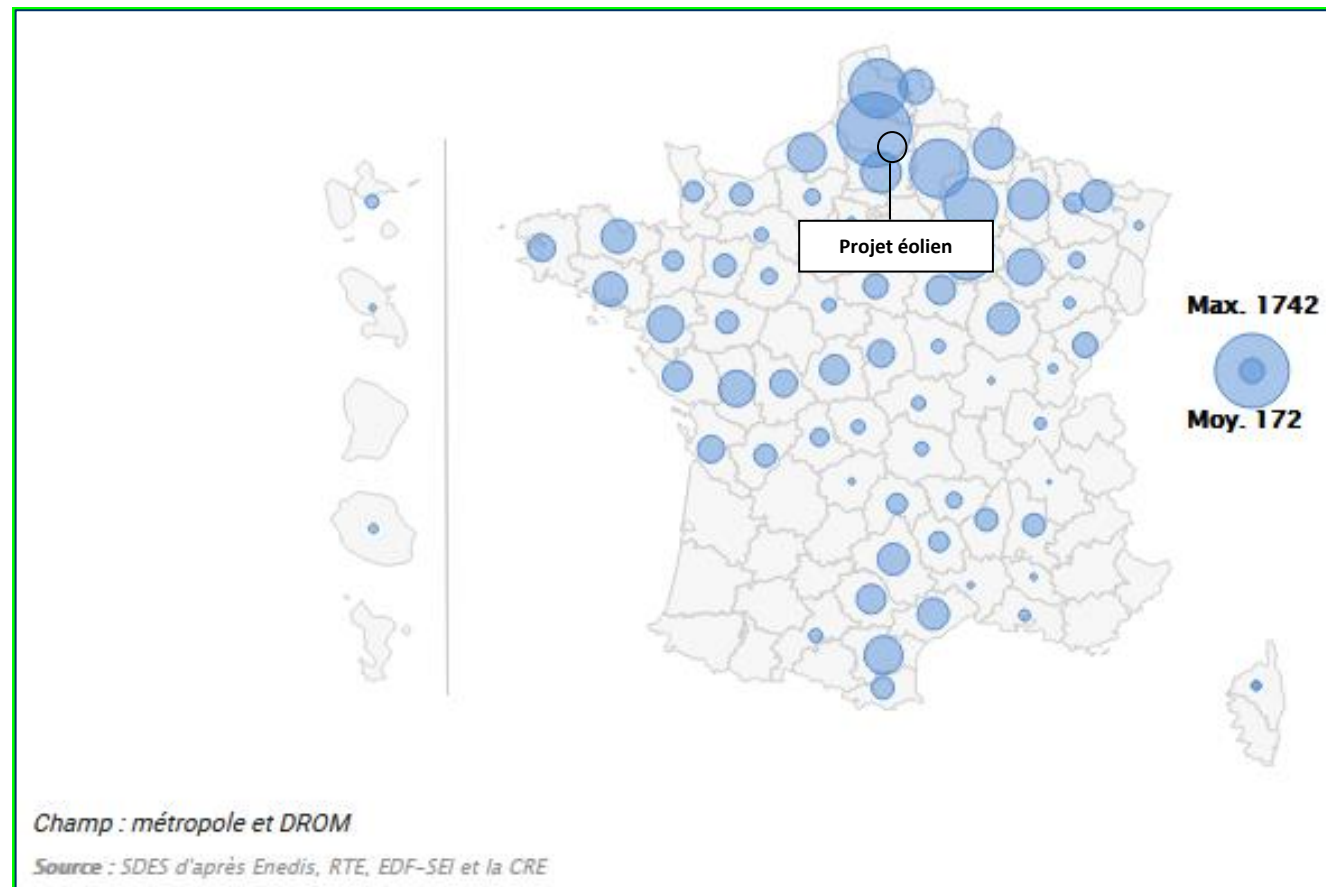 Projet éolien
Max. 1742
Moy. 172
Champ : métropole et DROM
Source : SDES d'après Enedis, RTE, EDF-SEI et la CRE